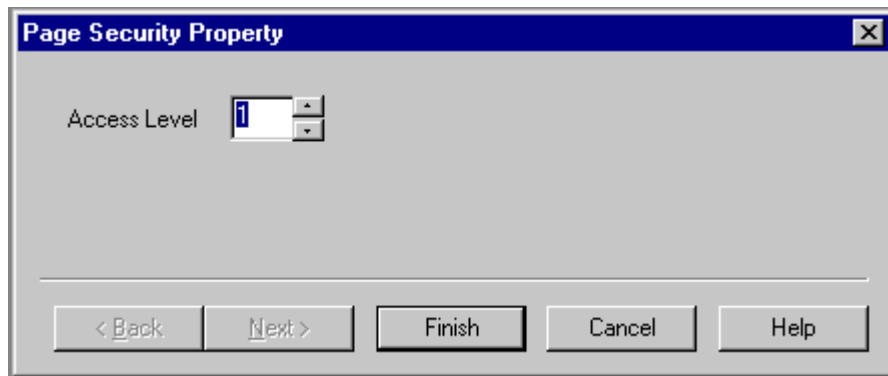 Page Security Property
Access Level 1
< Back Next > Finish Cancel Help